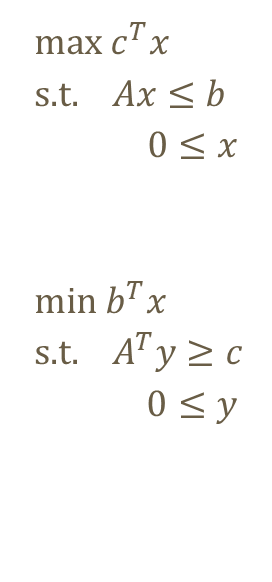 max cᵀx
s.t. Ax ≤ b
0 ≤ x
min bᵀx
s.t. Aᵀy ≥ c
0 ≤ y